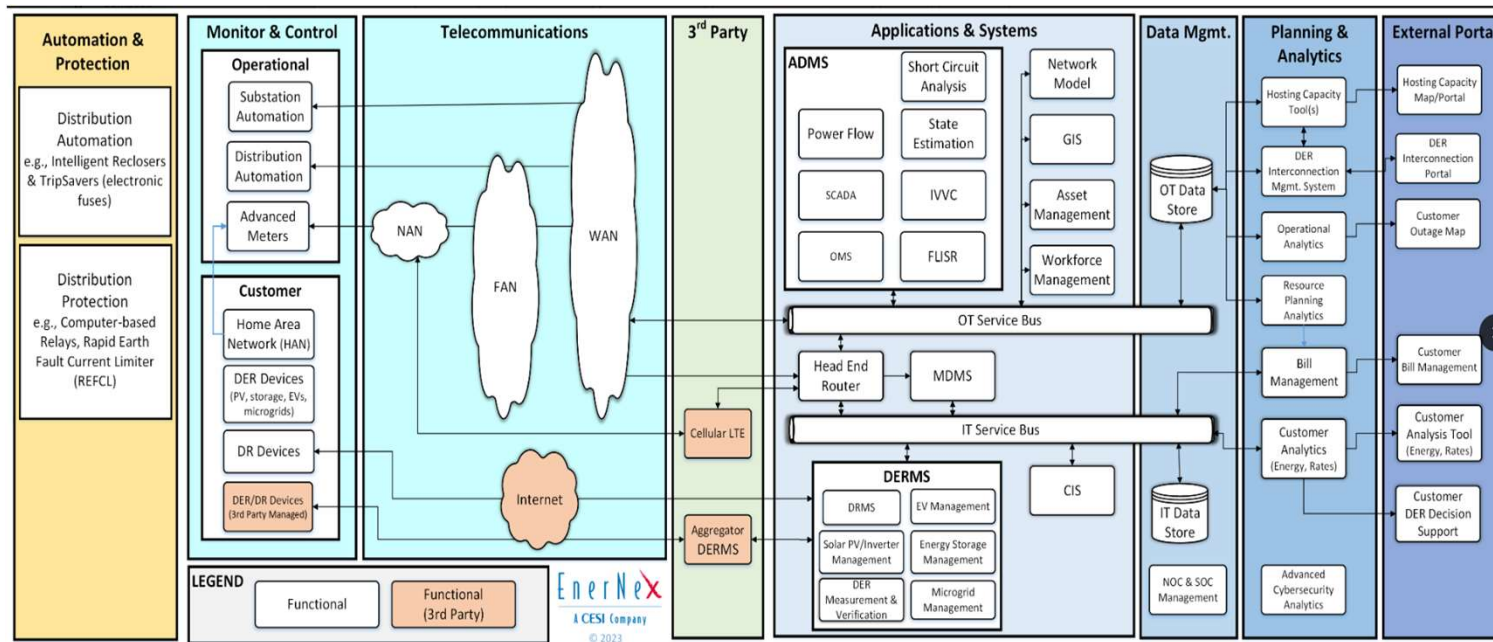 Automation &
Protection
Distribution
Automation
e.g., Intelligent Reclosers
& TripSavers (electronic
fuses)
Distribution
Protection
e.g., Computer-based
Relays, Rapid Earth
Fault Current Limiter
(REFCL)
Monitor & Control
Operational
Substation
Automation
Distribution
Automation
Advanced
Meters
Customer
Home Area
Network (HAN)
DER Devices
(PV, storage, EVs,
microgrids)
DR Devices
DER/DR Devices
(3rd Party Managed)
Telecommunications
NAN
FAN
WAN
Internet
3rd Party
Cellular LTE
Aggregator
DERMS
Applications & Systems
ADMS
Short Circuit
Analysis
Power Flow
State
Estimation
SCADA
IVVC
OMS
FLISR
Network
Model
GIS
Asset
Management
Workforce
Management
OT Service Bus
Head End
Router
MDMS
IT Service Bus
DERMS
DRMS
EV Management
Solar PV/Inverter
Management
Energy Storage
Management
DER
Measurement &
Verification
Microgrid
Management
CIS
Data Mgmt.
OT Data
Store
IT Data
Store
NOC & SOC
Management
Planning &
Analytics
Hosting Capacity
Tool(s)
DER
Interconnection
Mgmt. System
Operational
Analytics
Resource
Planning
Analytics
Bill
Management
Customer
Analytics
(Energy, Rates)
Advanced
Cybersecurity
Analytics
External Porta
Hosting Capacity
Map/Portal
DER
Interconnection
Portal
Customer
Outage Map
Customer
Bill Management
Customer
Analysis Tool
(Energy, Rates)
Customer
DER Decision
Support
LEGEND
Functional
Functional
(3rd Party)
EnerNex
A CESI Company
© 2023